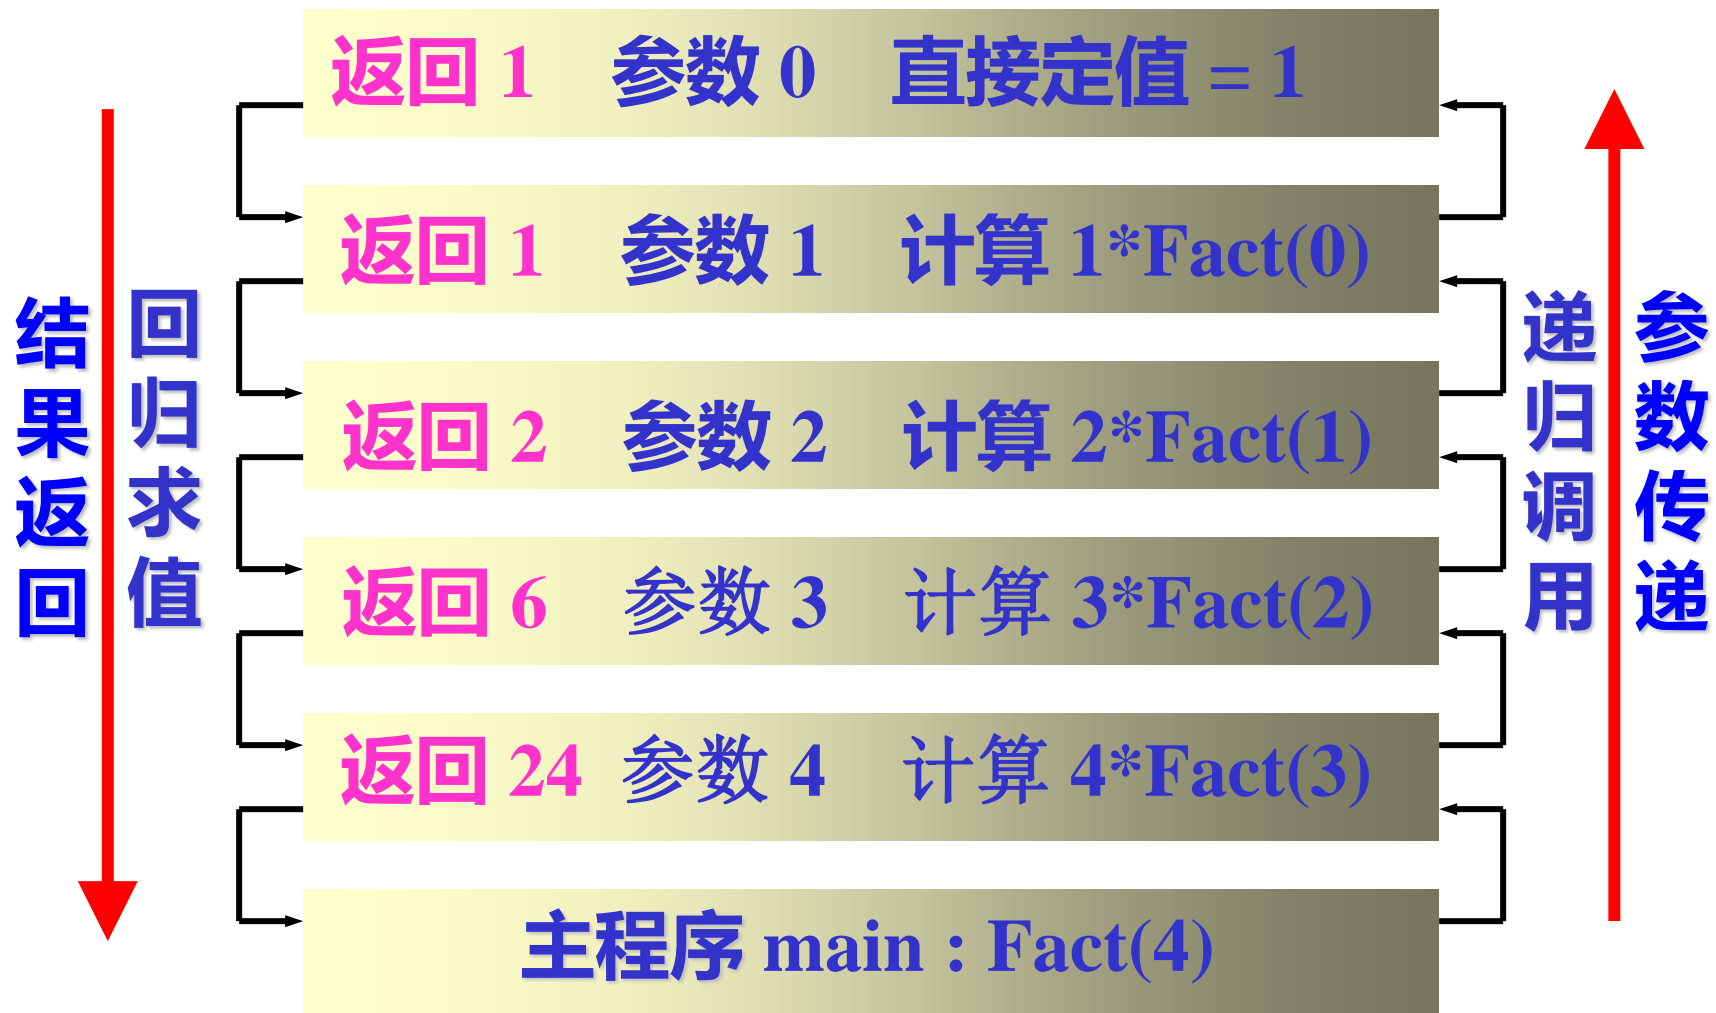 返回 1 参数 0 直接定值 = 1
返回 1 参数 1 计算 1*Fact(0)
返回 2 参数 2 计算 2*Fact(1)
返回 6 参数 3 计算 3*Fact(2)
返回 24 参数 4 计算 4*Fact(3)
主程序 main : Fact(4)
结果返回
回归求值
递归调用
参数传递